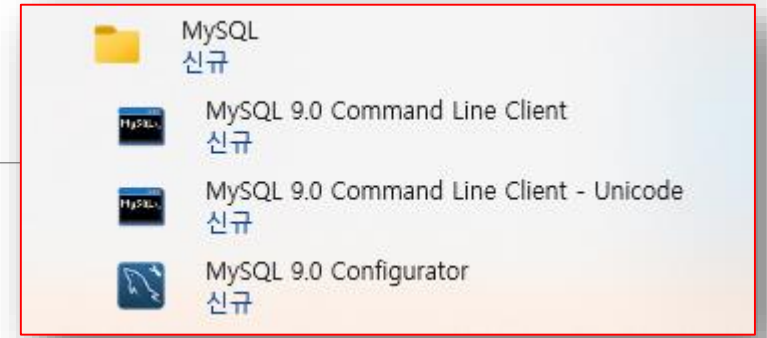 MySQL
신규
MySQL 9.0 Command Line Client
신규
MySQL 9.0 Command Line Client - Unicode
신규
MySQL 9.0 Configurator
신규